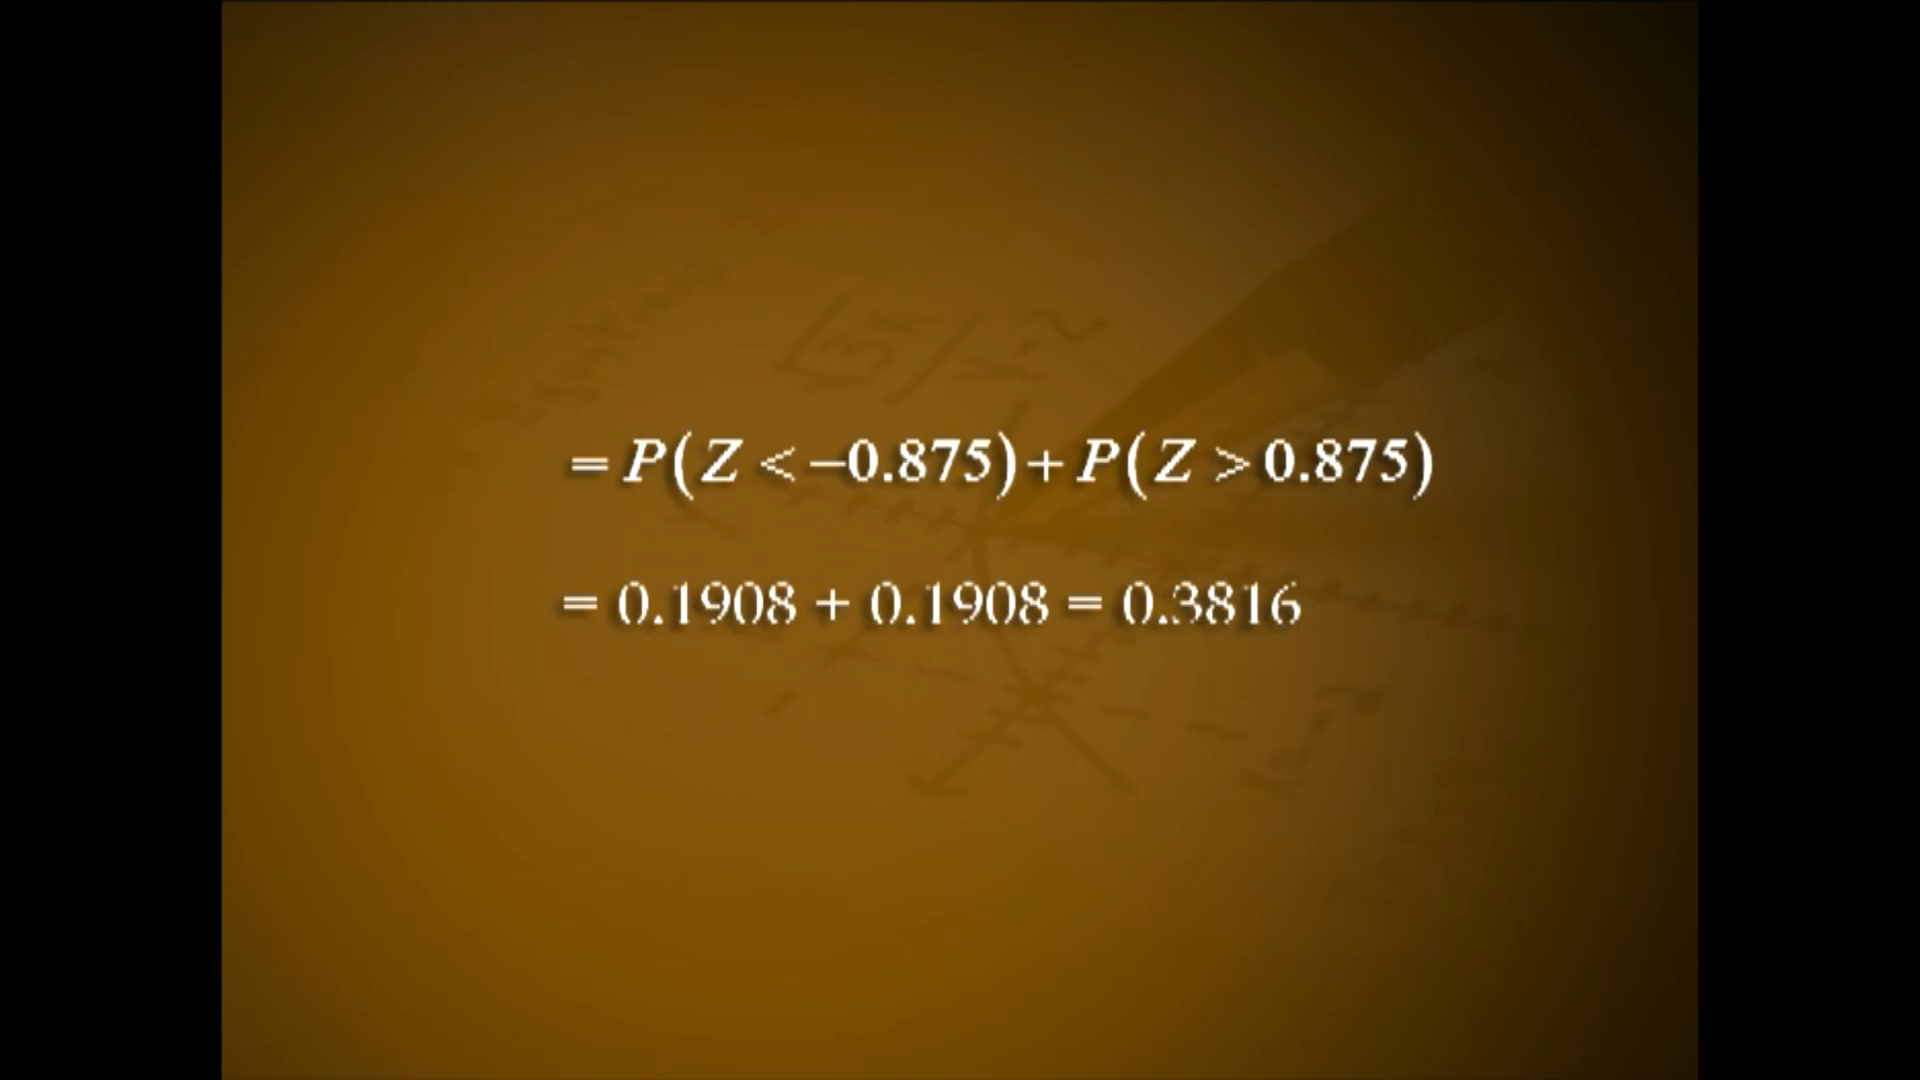 = P(Z < −0.875) + P(Z > 0.875)
= 0.1908 + 0.1908 = 0.3816